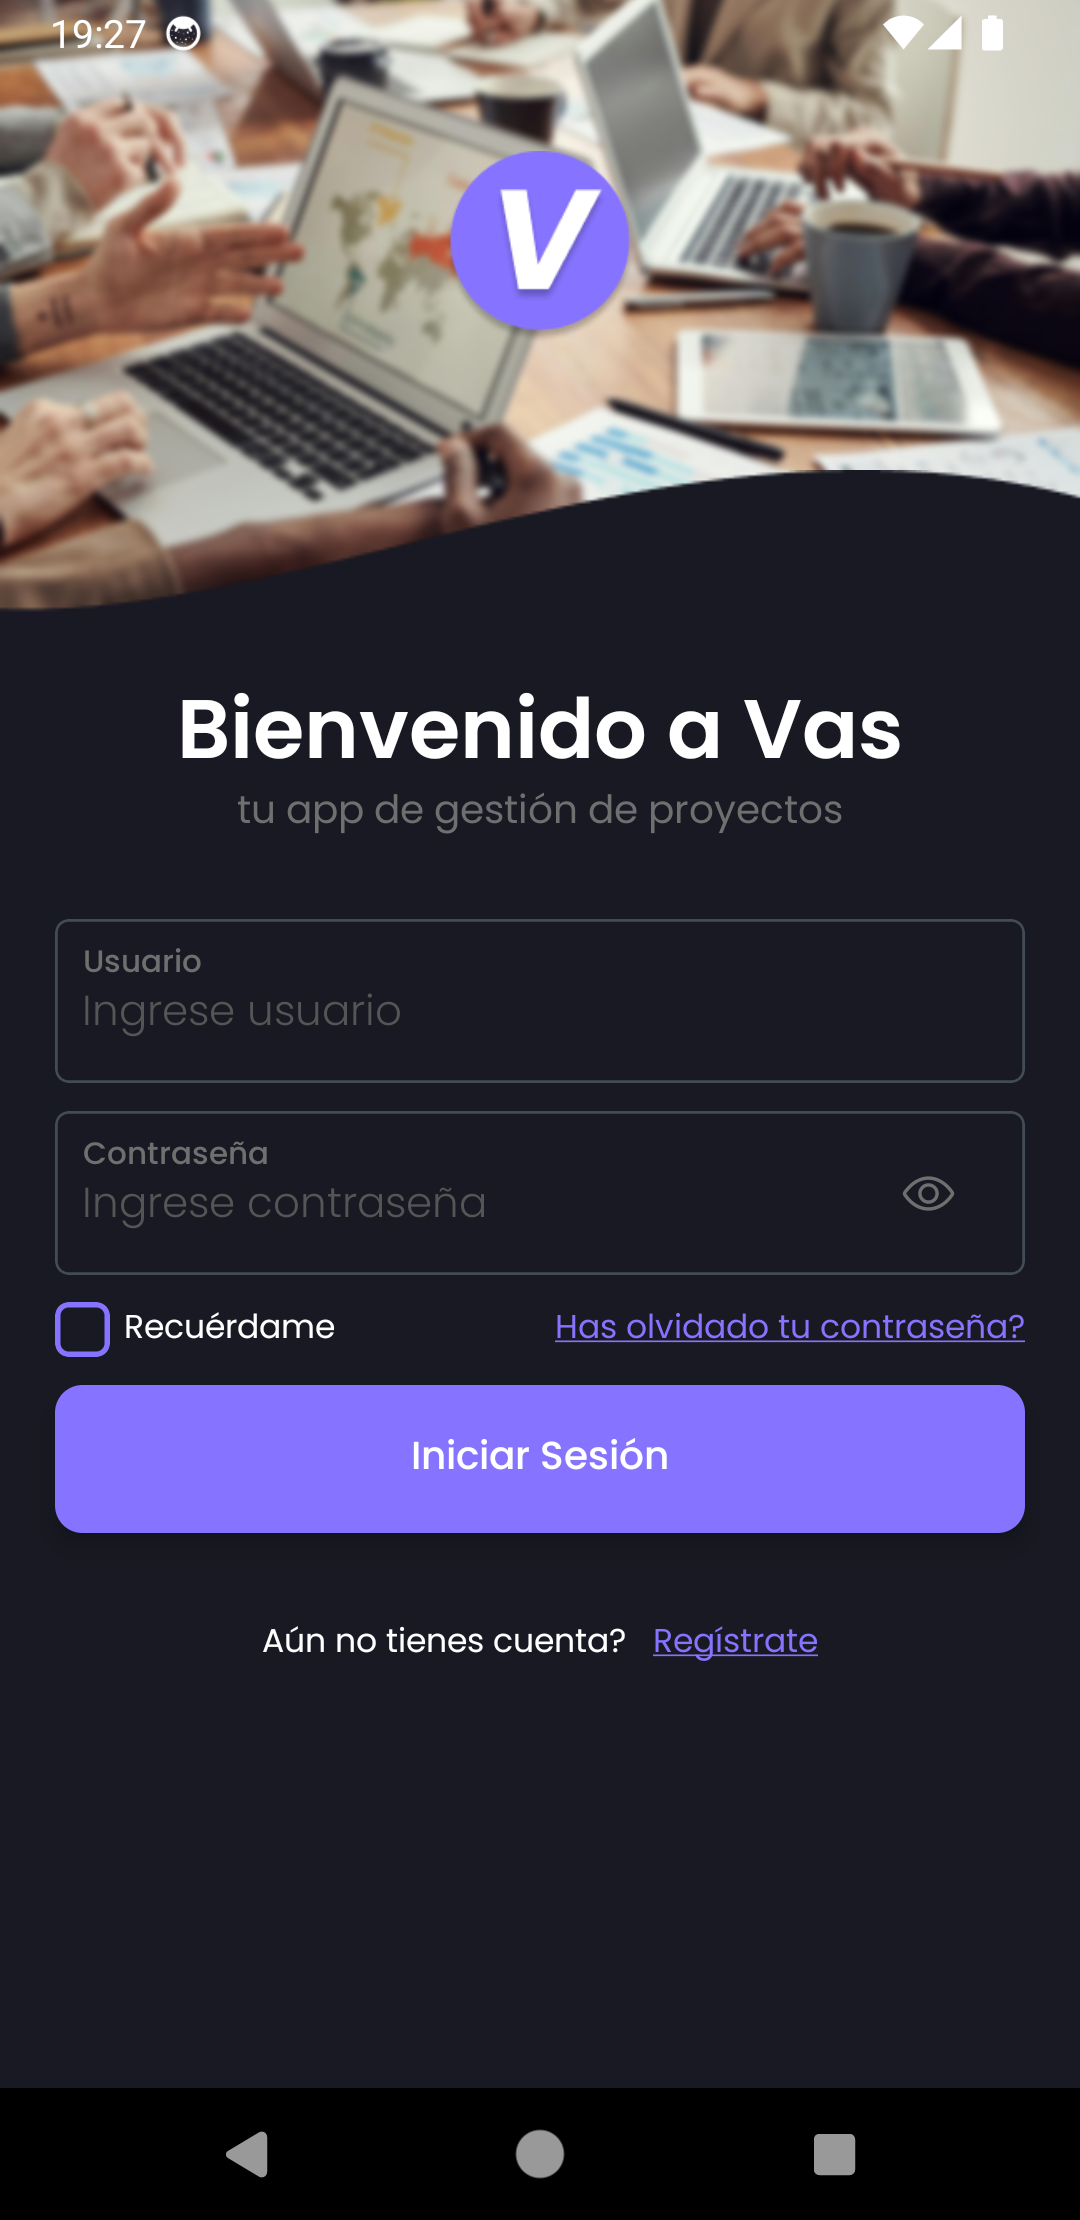 19:27
V
Bienvenido a Vas
tu app de gestión de proyectos
Usuario
Ingrese usuario
Contraseña
Ingrese contraseña
Recuérdame Has olvidado tu contraseña?
Iniciar Sesión
Aún no tienes cuenta? Regístrate